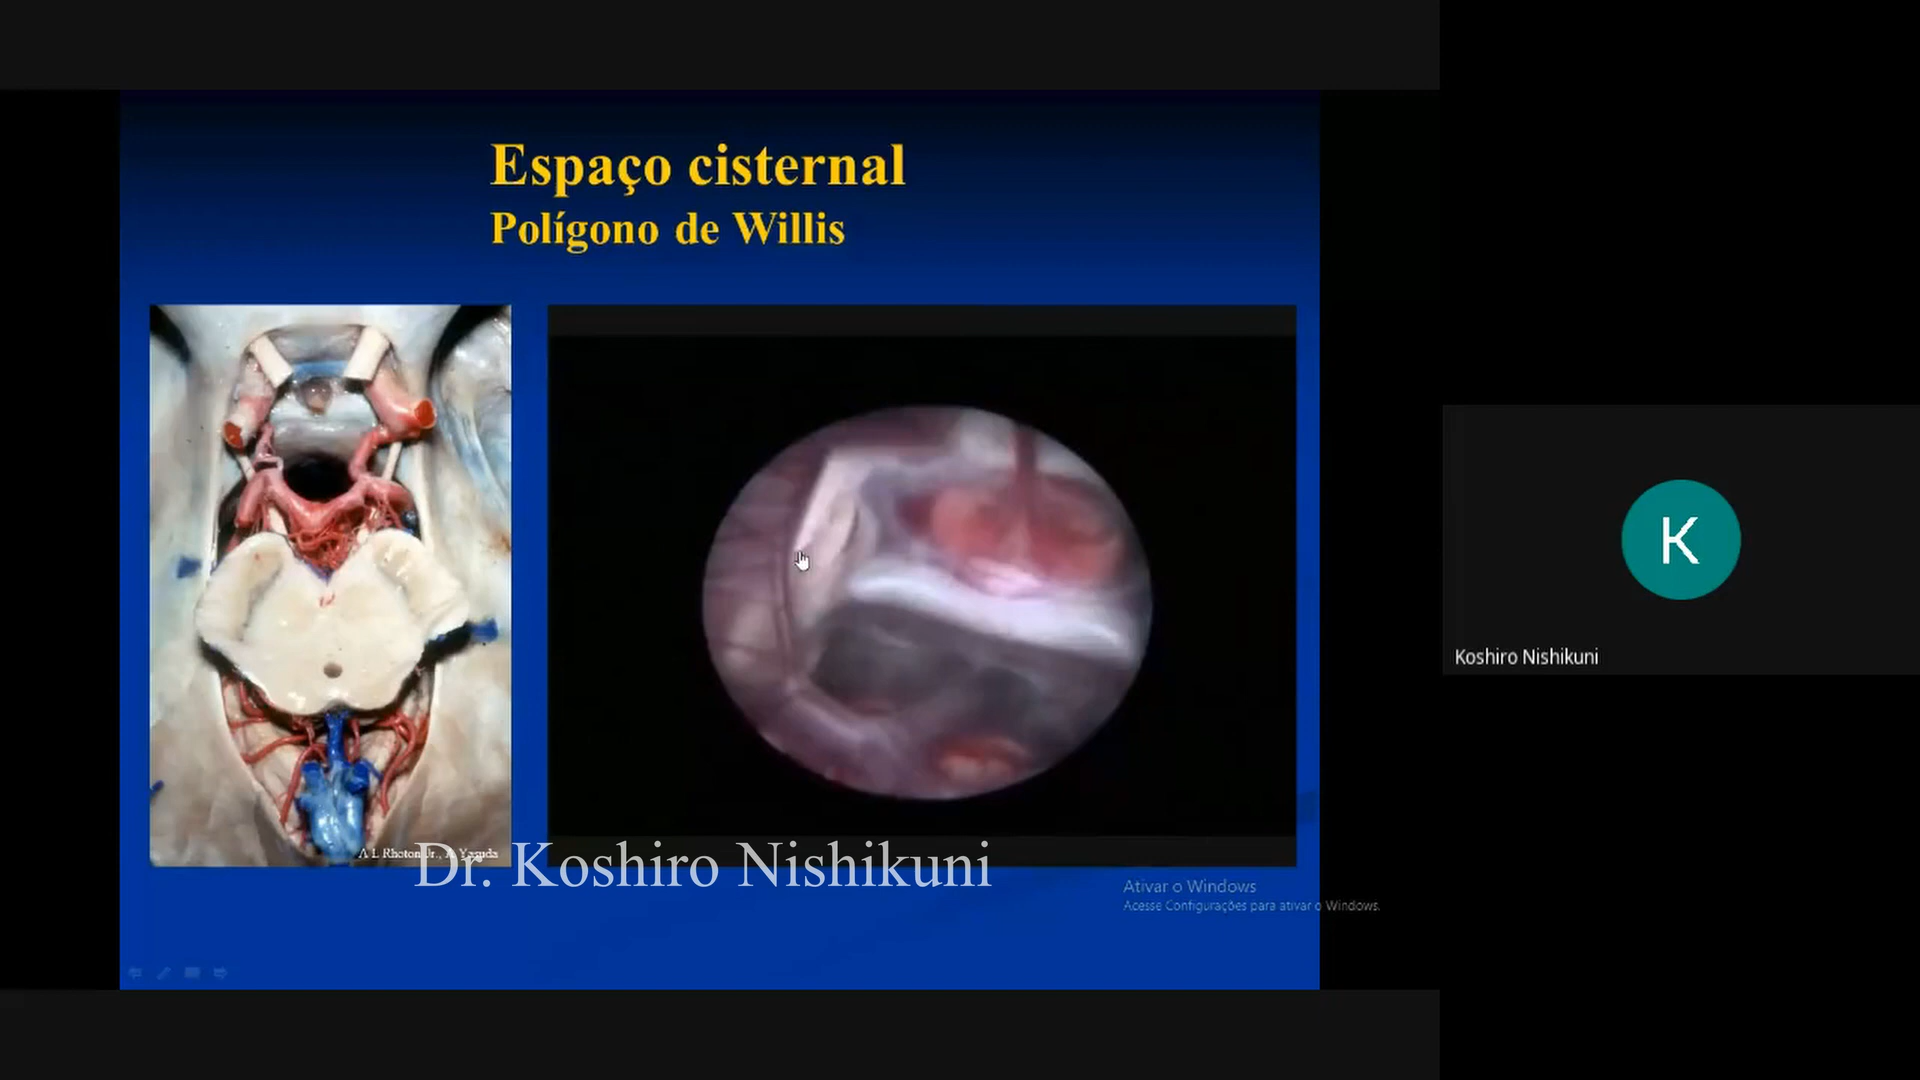 Espaço cisternal
Polígono de Willis
A L Rhoton Jr., A. Yasuda
Dr. Koshiro Nishikuni
Ativar o Windows
Acesse Configurações para ativar o Windows.
K
Koshiro Nishikuni